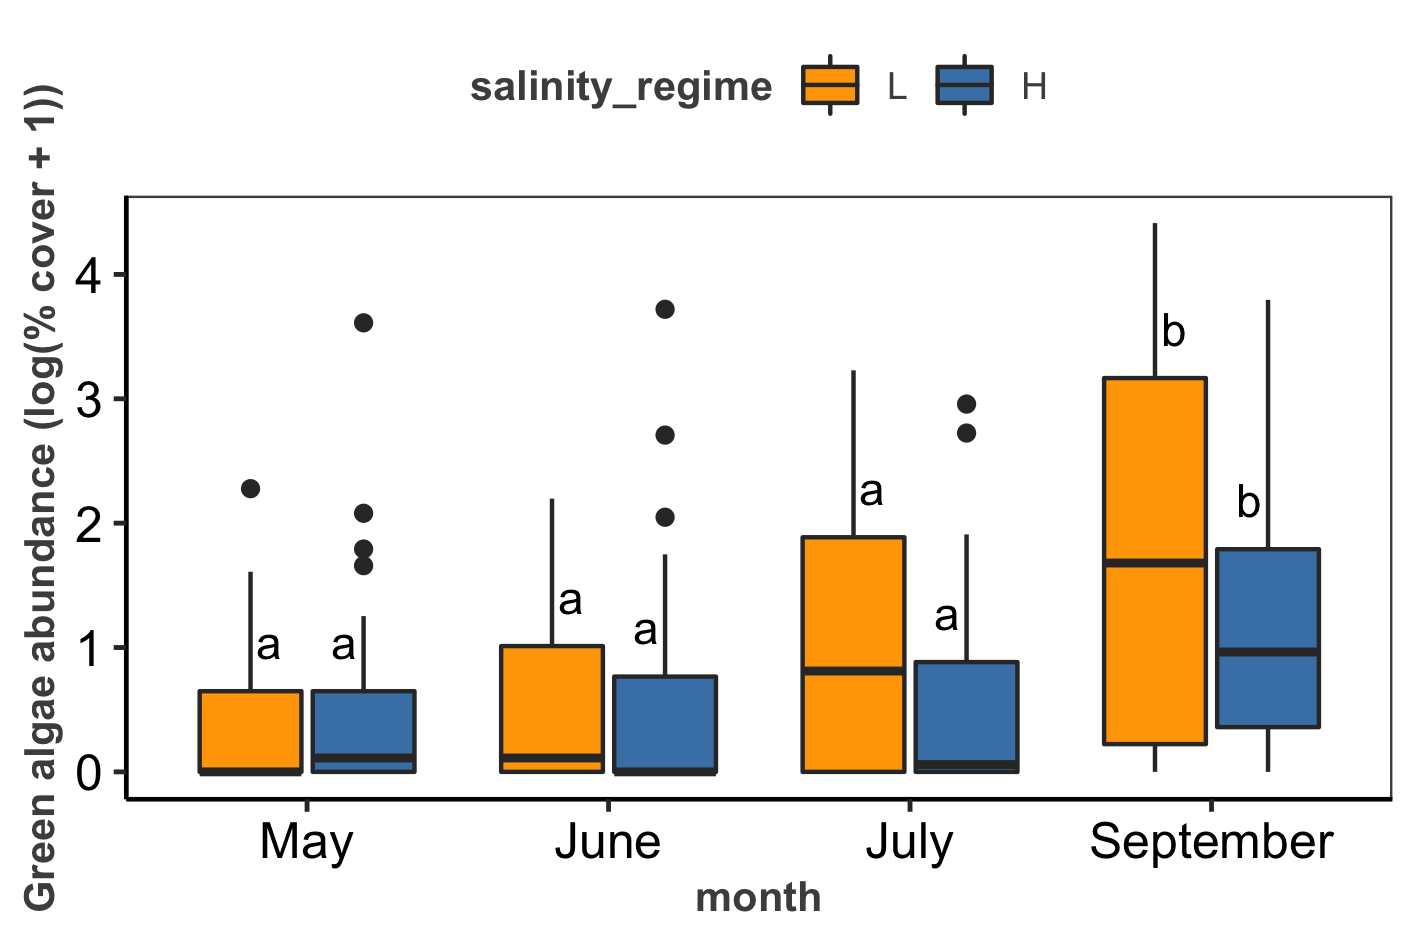 salinity_regime L H
Green algae abundance (log(% cover + 1))
4
3
2
1
0
b
b
a
a
a
a
a
a
May June July September
month